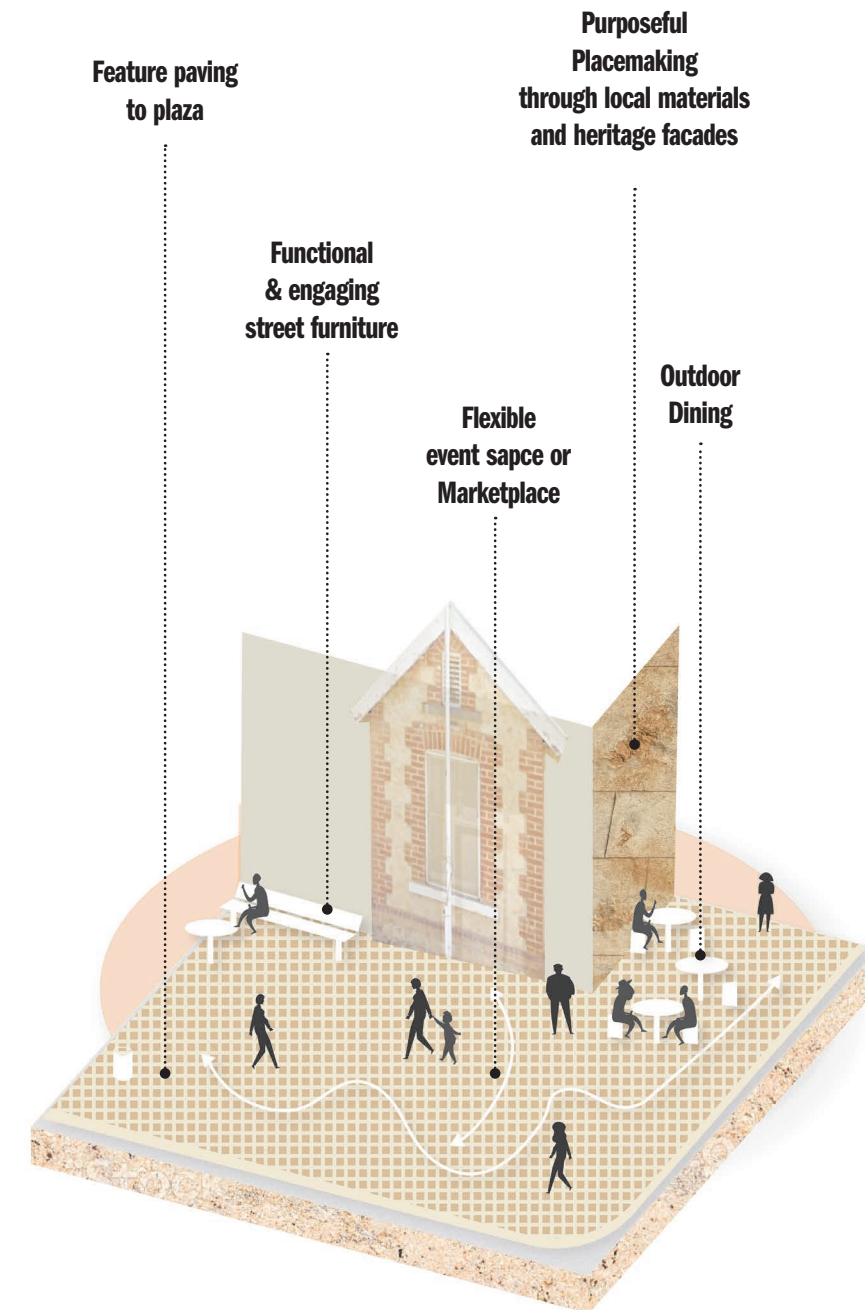 Purposeful
Placemaking
through local materials
and heritage facades
Feature paving
to plaza
Functional
& engaging
street furniture
Outdoor
Dining
Flexible
event sapce or
Marketplace